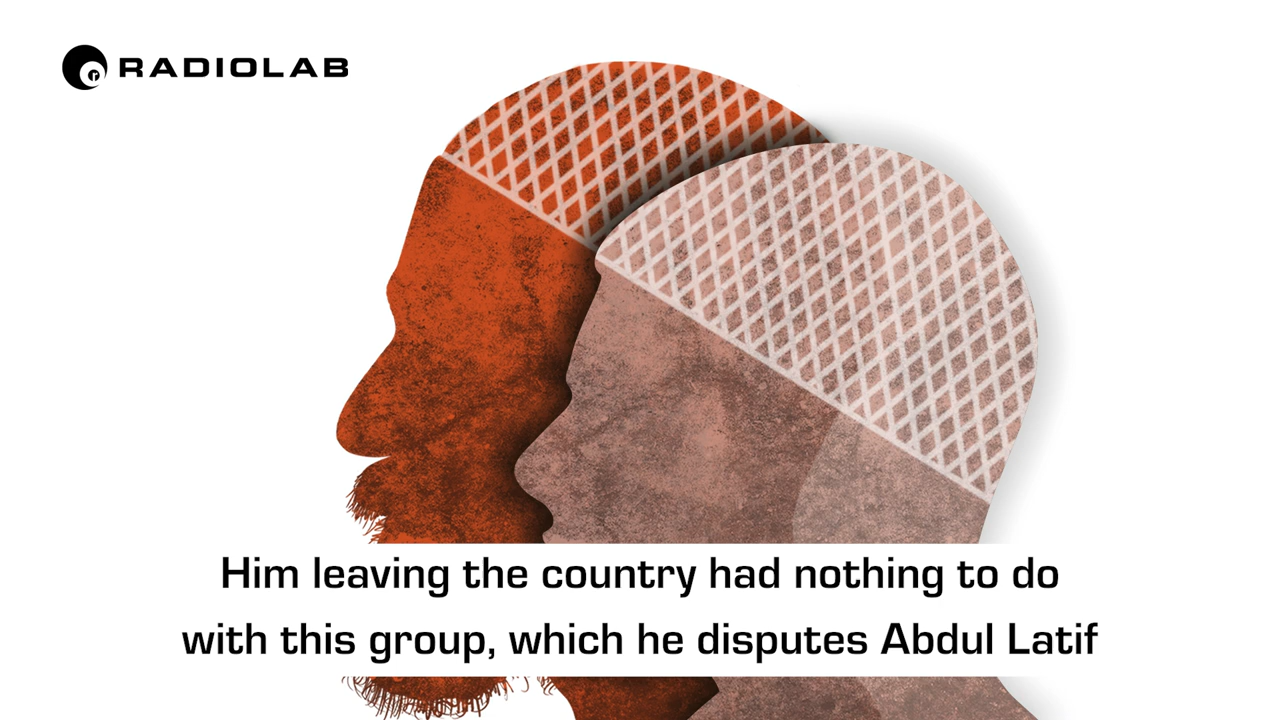 RADIOLAB
Him leaving the country had nothing to do
with this group, which he disputes Abdul Latif